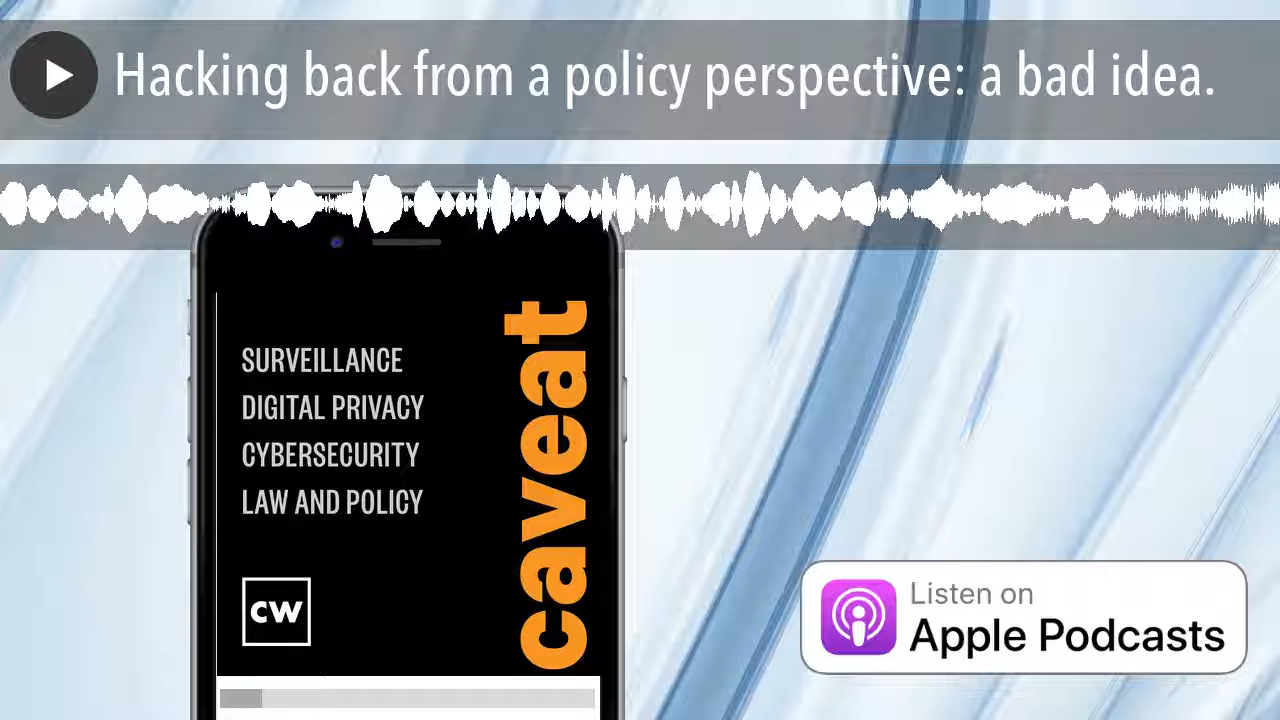 Hacking back from a policy perspective: a bad idea.
SURVEILLANCE
DIGITAL PRIVACY
CYBERSECURITY
LAW AND POLICY
caveat
CW
Listen on
Apple Podcasts